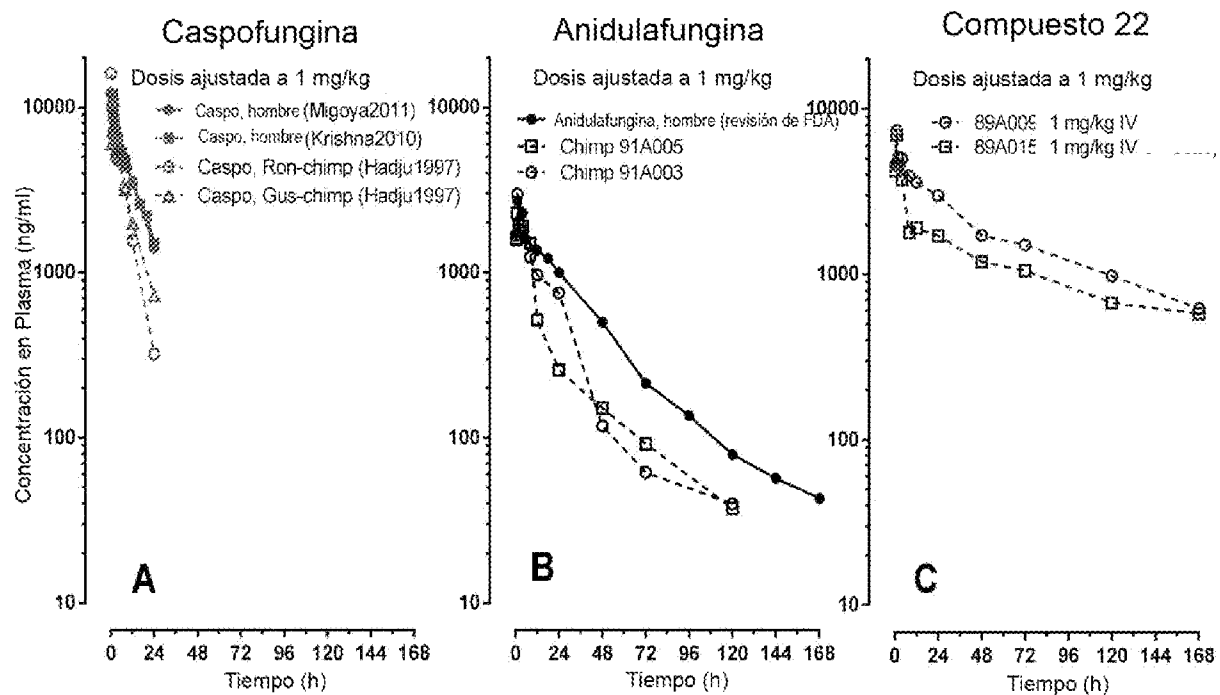 Caspofungina
Dosis ajustada a 1 mg/kg
Caspo, hombre (Migoya2011)
Caspo, hombre (Krishna2010)
Caspo, Ron-chimp (Hadju1997)
Caspo, Gus-chimp (Hadju1997)
Concentración en Plasma (ng/ml)
10000
1000
100
10
A
0 24 48 72 96 120 144 168
Tiempo (h)
Anidulafungina
Dosis ajustada a 1 mg/kg
Anidulafungina, hombre (revisión de FDA)
Chimp 91A005
Chimp 91A003
10000
1000
100
10
B
0 24 48 72 96 120 144 168
Tiempo (h)
Compuesto 22
Dosis ajustada a 1 mg/kg
89A009 1 mg/kg IV
89A015 1 mg/kg IV
10000
1000
100
10
C
0 24 48 72 96 120 144 168
Tiempo (h)